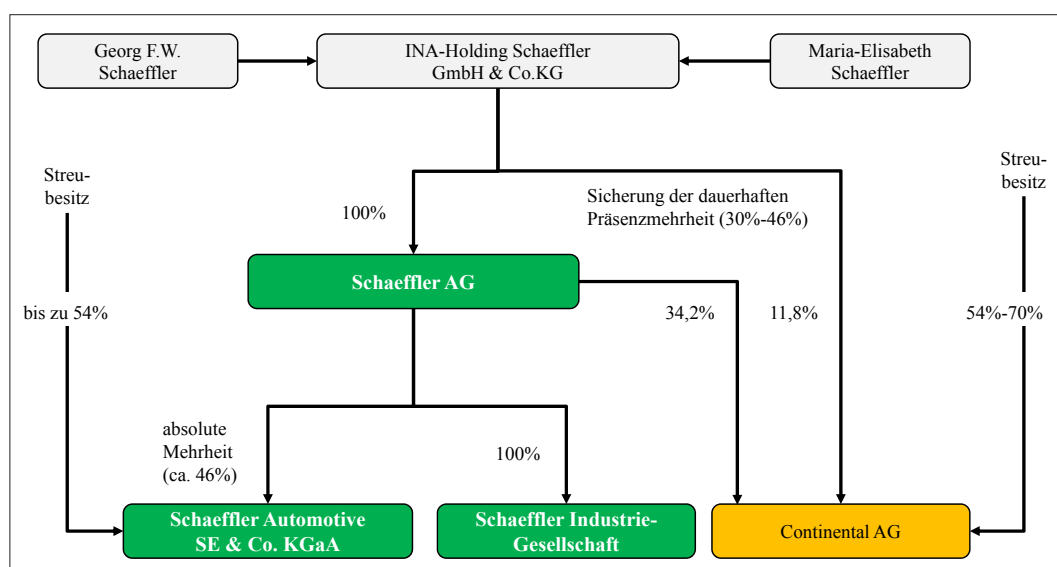 Georg F.W.
Schaeffler
INA-Holding Schaeffler
GmbH & Co.KG
Maria-Elisabeth
Schaeffler
Streu-
besitz
Sicherung der dauerhaften
Präsenzmehrheit (30%-46%)
Streu-
besitz
100%
Schaeffler AG
bis zu 54%
34,2%
11,8%
54%-70%
absolute
Mehrheit
(ca. 46%)
100%
Schaeffler Automotive
SE & Co. KGaA
Schaeffler Industrie-
Gesellschaft
Continental AG